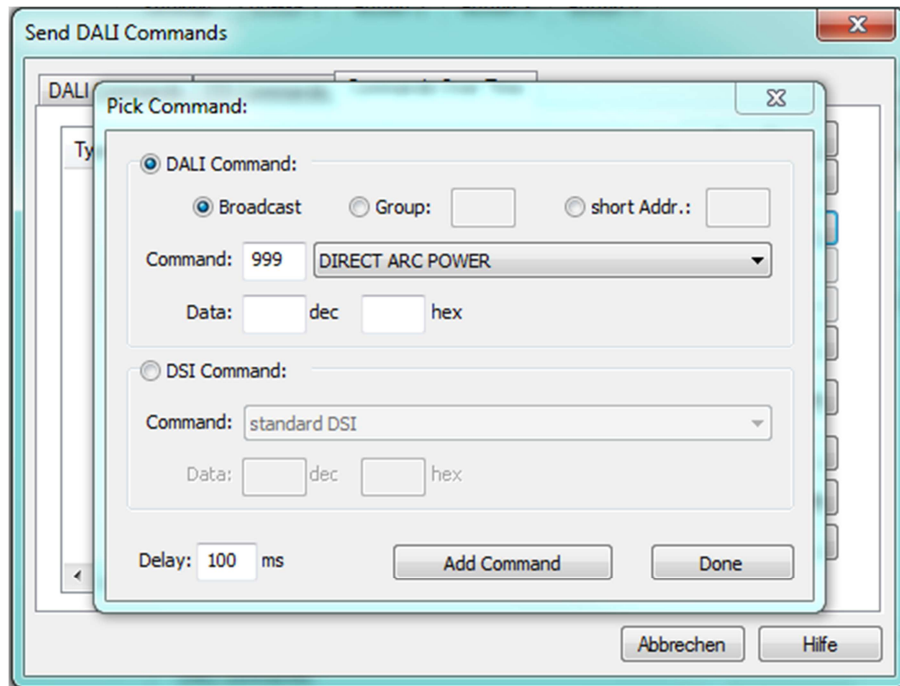 Send DALI Commands
DALI
Pick Command:
Ty
DALI Command:
Broadcast Group: short Addr.:
Command: 999 DIRECT ARC POWER
Data: dec hex
DSI Command:
Command: standard DSI
Data: dec hex
Delay: 100 ms Add Command Done
Abbrechen Hilfe